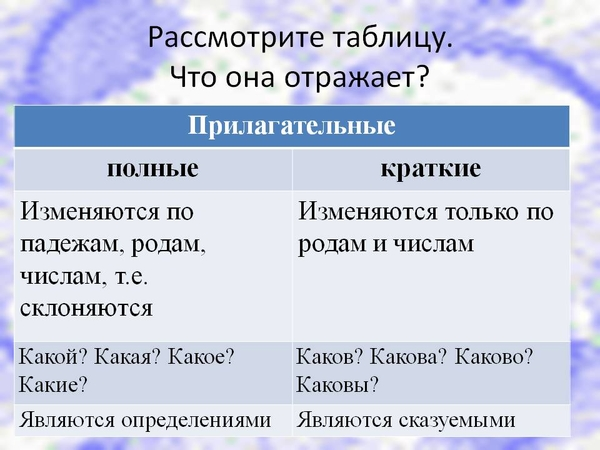 Рассмотрите таблицу.
Что она отражает?
Прилагательные
полные
краткие
Изменяются по
падежам, родам,
числам, т.е.
склоняются
Изменяются только по
родам и числам
Какой? Какая? Какое?
Какие?
Каков? Какова? Каково?
Каковы?
Являются определениями
Являются сказуемыми